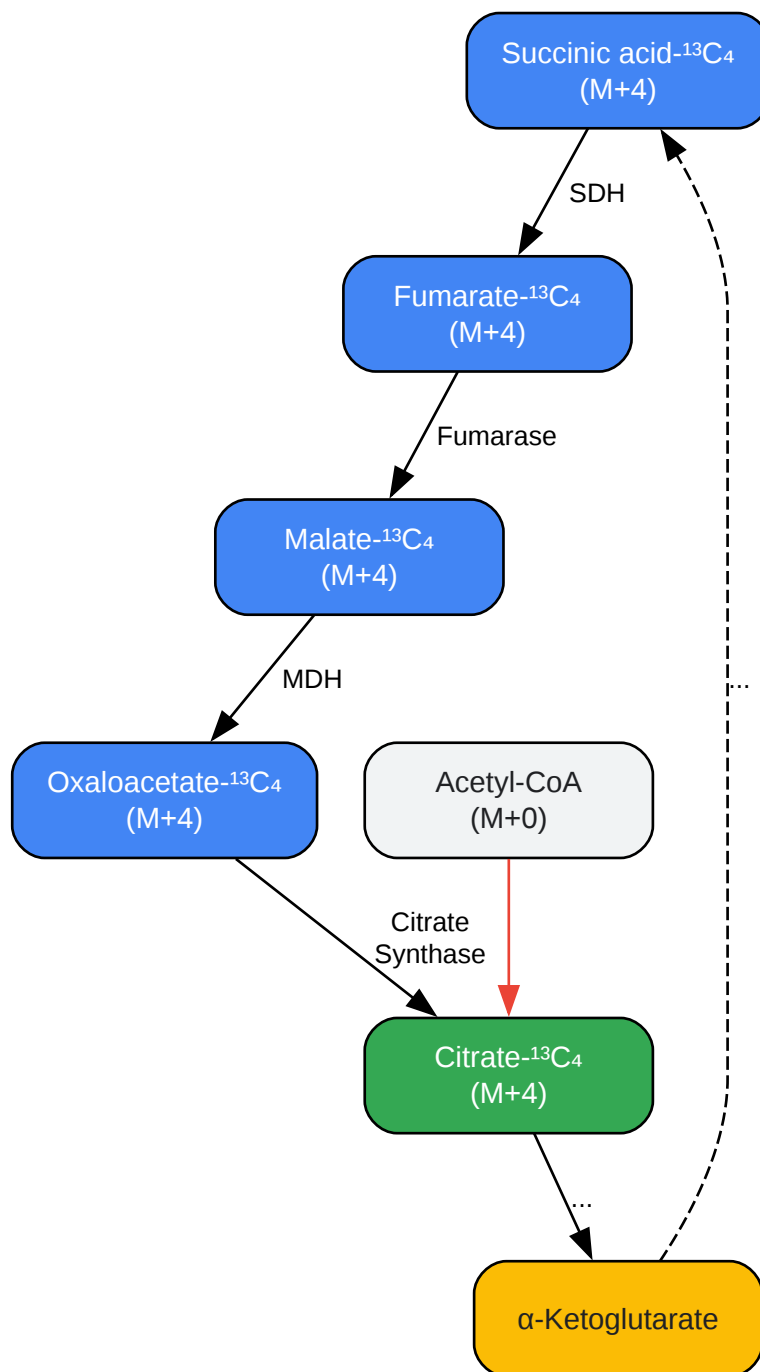 Succinic acid-¹³C₄
(M+4)
SDH
Fumarate-¹³C₄
(M+4)
Fumarase
Malate-¹³C₄
(M+4)
MDH
...
Oxaloacetate-¹³C₄
(M+4)
Acetyl-CoA
(M+0)
Citrate
Synthase
Citrate-¹³C₄
(M+4)
...
α-Ketoglutarate